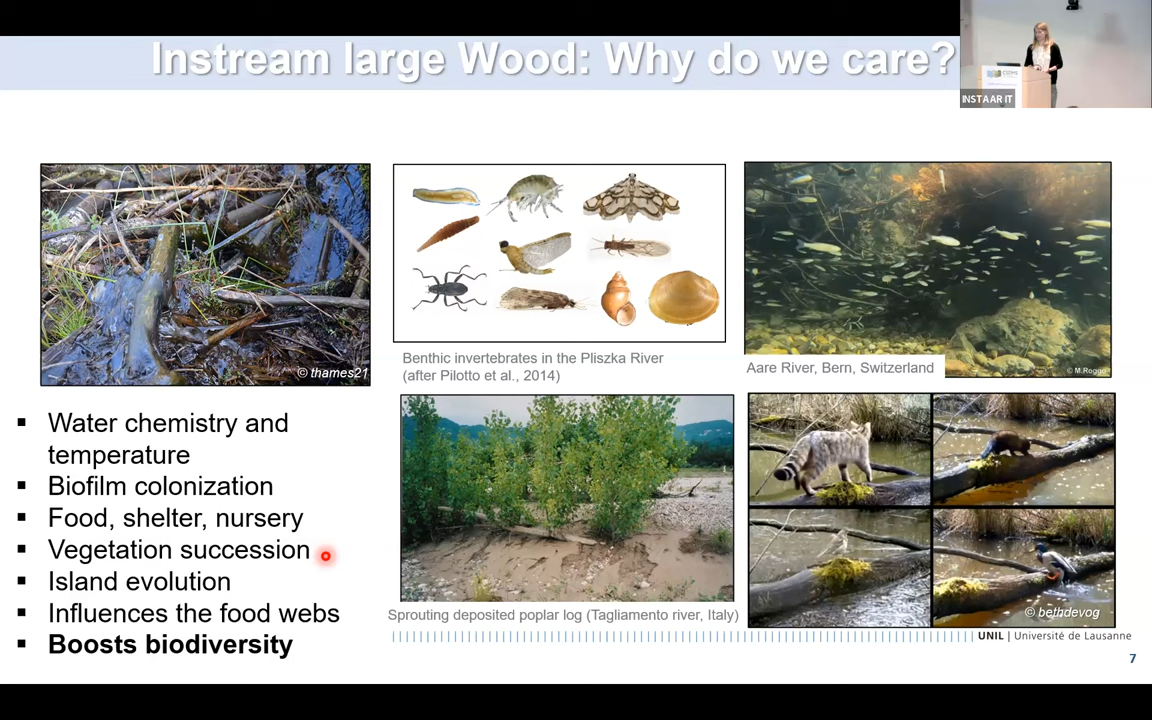 Instream large Wood: Why do we care?
INSTAAR IT
© thames21
Benthic invertebrates in the Pliszka River
(after Pilotto et al., 2014)
Aare River, Bern, Switzerland
© M.Roggo
▪ Water chemistry and
temperature
▪ Biofilm colonization
▪ Food, shelter, nursery
▪ Vegetation succession
▪ Island evolution
▪ Influences the food webs
▪ Boosts biodiversity
Sprouting deposited poplar log (Tagliamento river, Italy)
© bethdevog
UNIL | Université de Lausanne
7